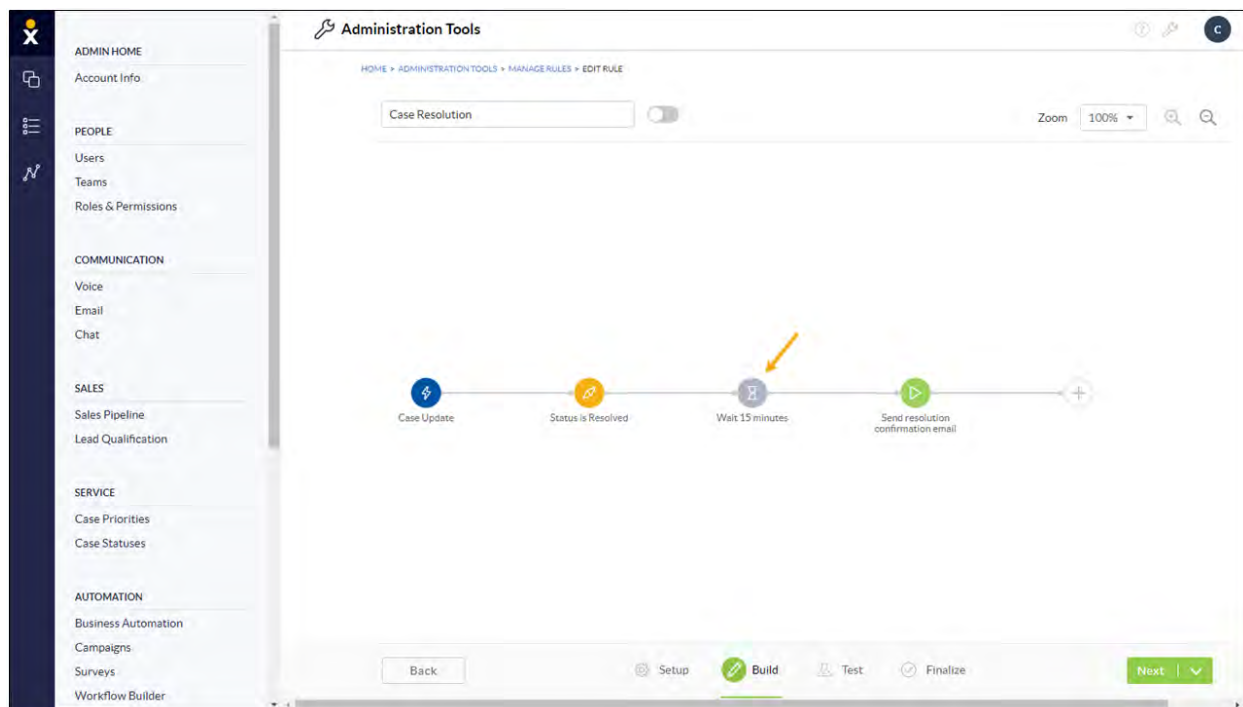 Administration Tools
C
ADMIN HOME
Account Info
PEOPLE
Users
Teams
Roles & Permissions
COMMUNICATION
Voice
Email
Chat
SALES
Sales Pipeline
Lead Qualification
SERVICE
Case Priorities
Case Statuses
AUTOMATION
Business Automation
Campaigns
Surveys
Workflow Builder
HOME > ADMINISTRATION TOOLS > MANAGE RULES > EDIT RULE
Case Resolution
Zoom 100%
Case Update
Status is Resolved
Wait 15 minutes
Send resolution
confirmation email
Back
Setup
Build
Test
Finalize
Next